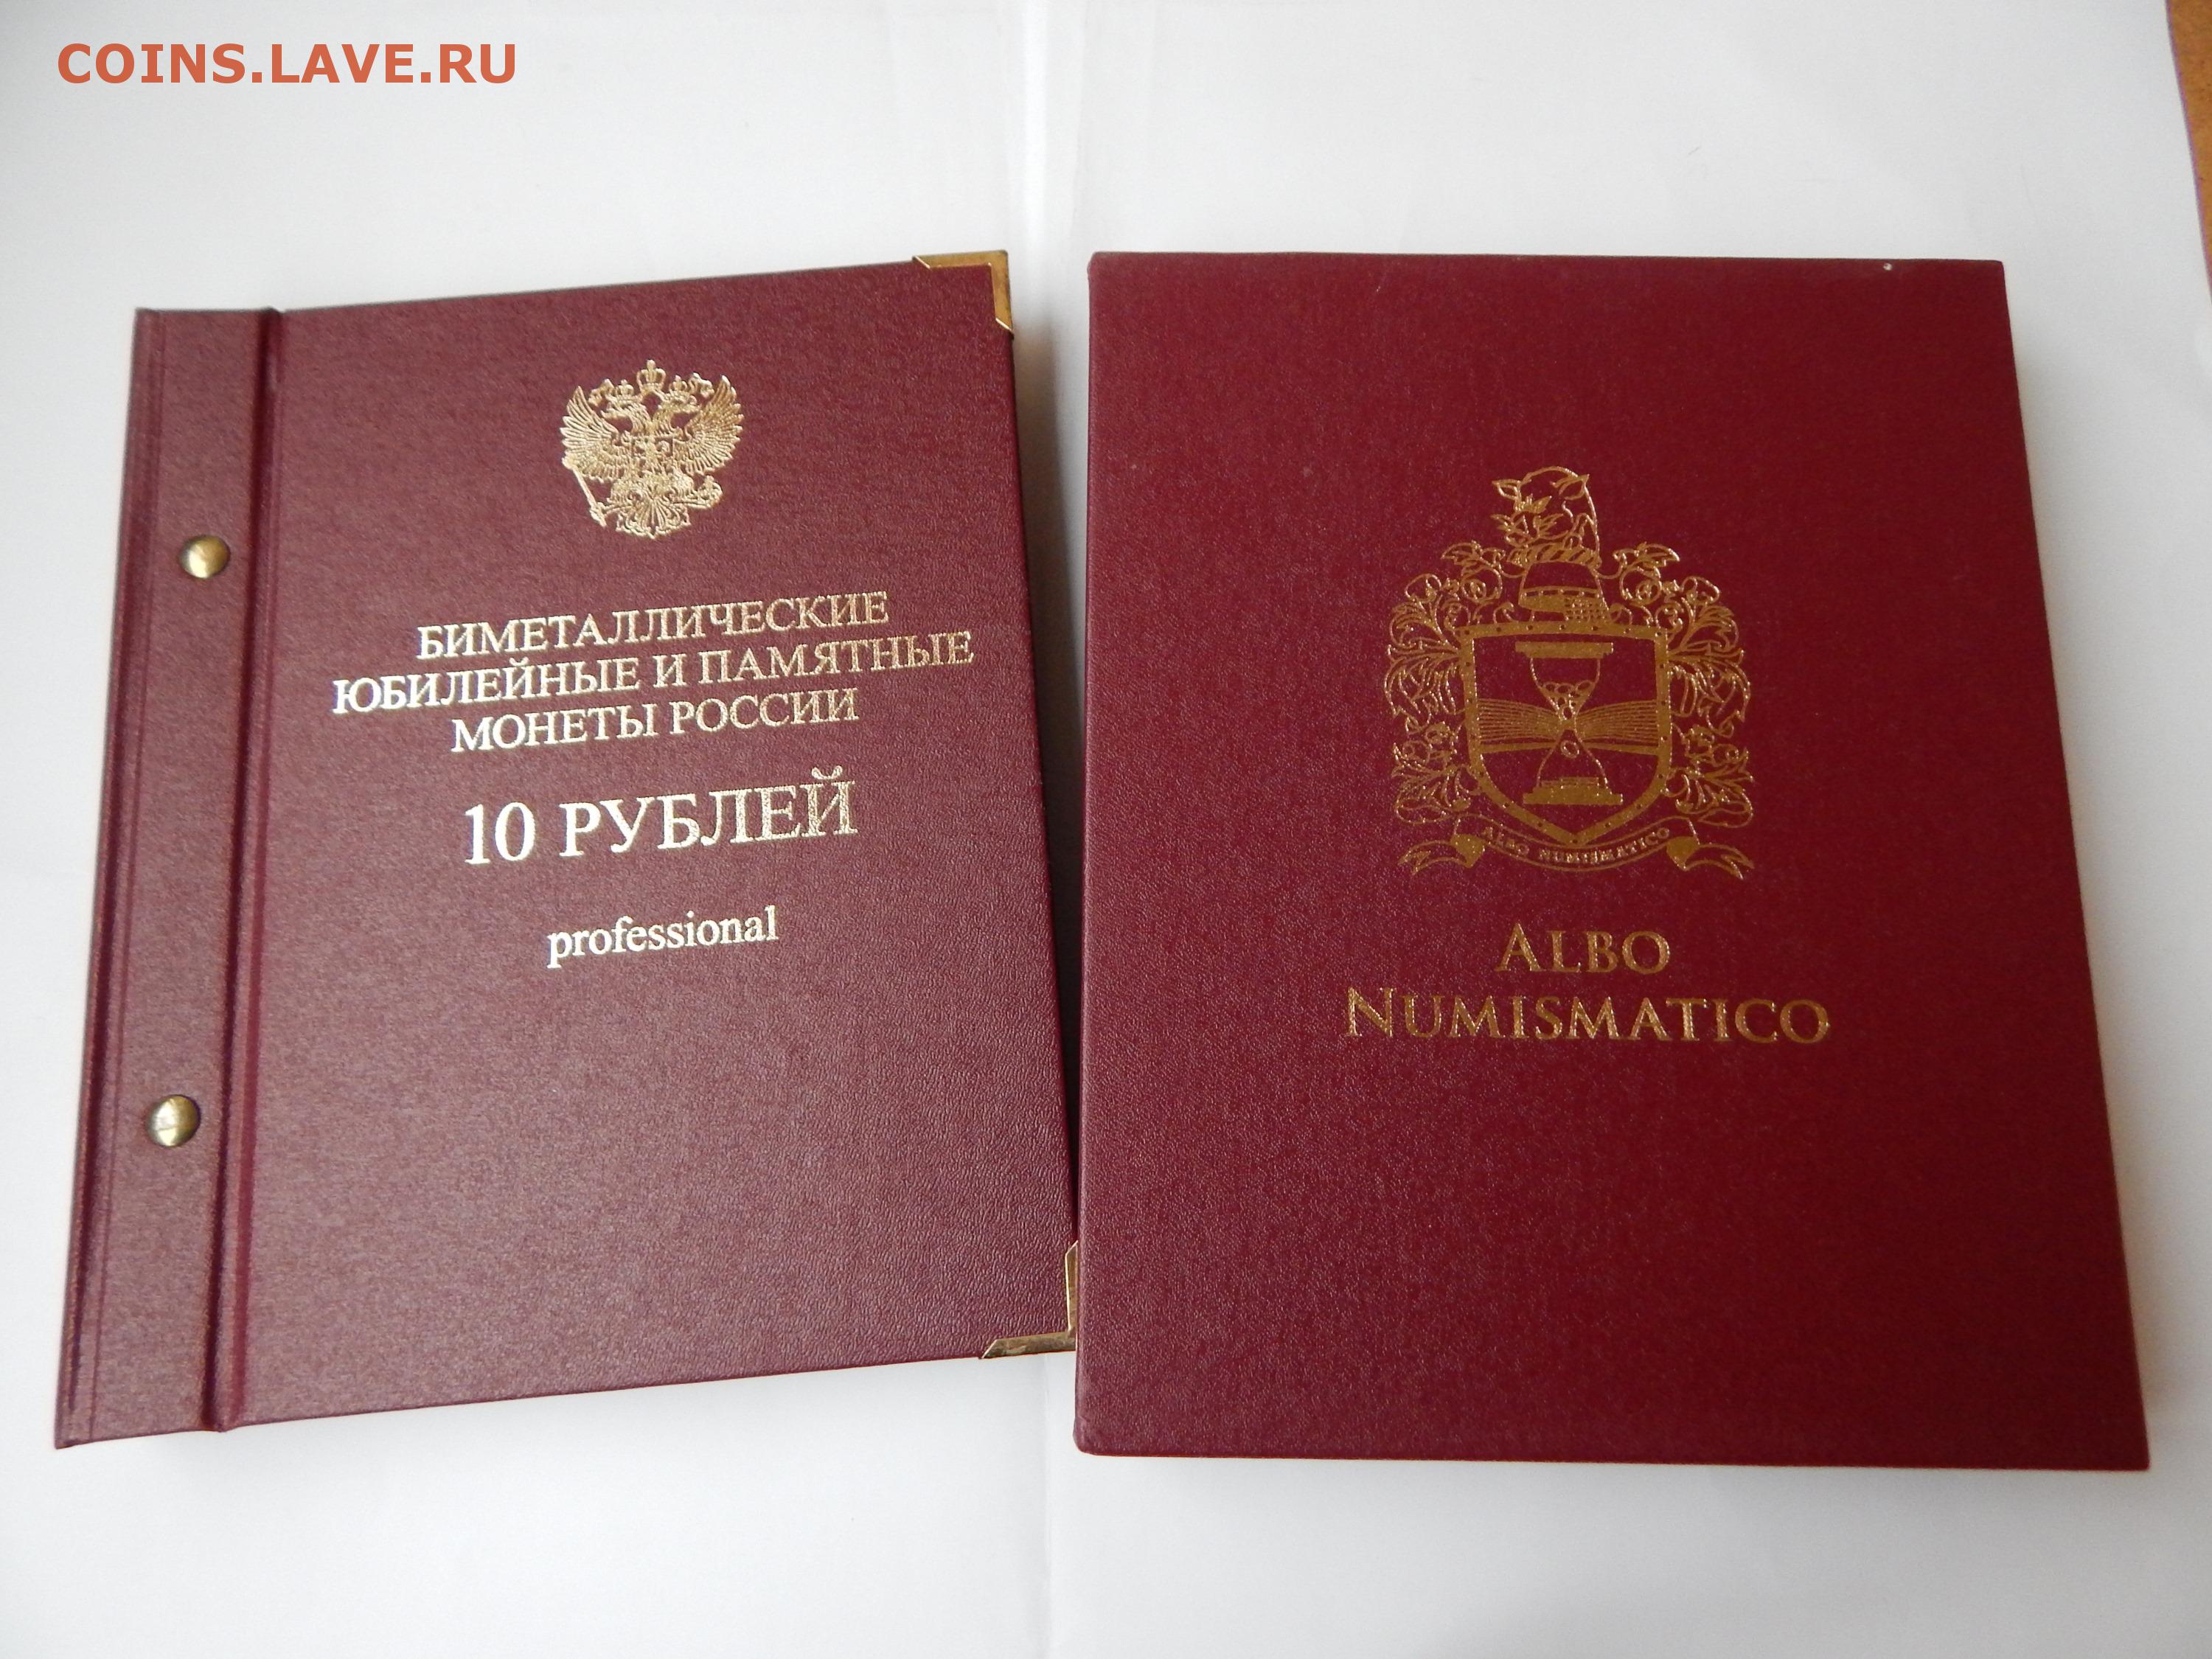 COINS.LAVE.RU
БИМЕТАЛЛИЧЕСКИЕ
ЮБИЛЕЙНЫЕ И ПАМЯТНЫЕ
МОНЕТЫ РОССИИ
10 РУБЛЕЙ
professional
ALBO NUMISMATICO
ALBO
NUMISMATICO